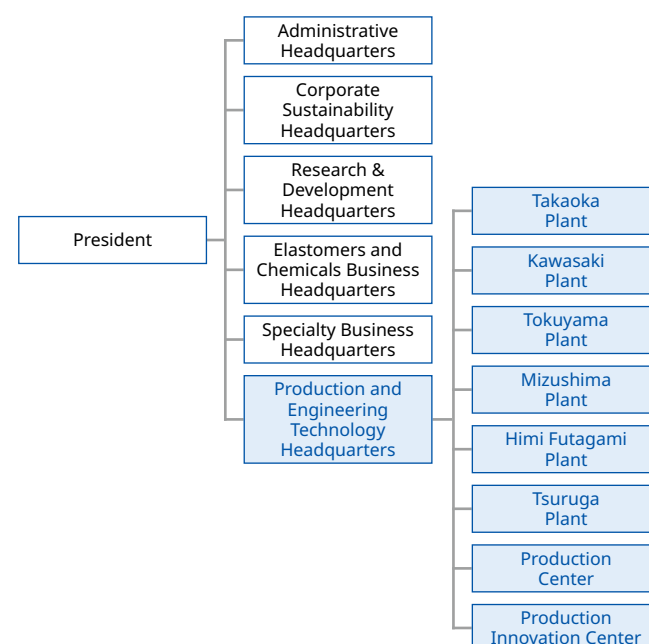 President
Administrative
Headquarters
Corporate
Sustainability
Headquarters
Research &
Development
Headquarters
Elastomers and
Chemicals Business
Headquarters
Specialty Business
Headquarters
Production and
Engineering
Technology
Headquarters
Takaoka
Plant
Kawasaki
Plant
Tokuyama
Plant
Mizushima
Plant
Himi Futagami
Plant
Tsuruga
Plant
Production
Center
Production
Innovation Center